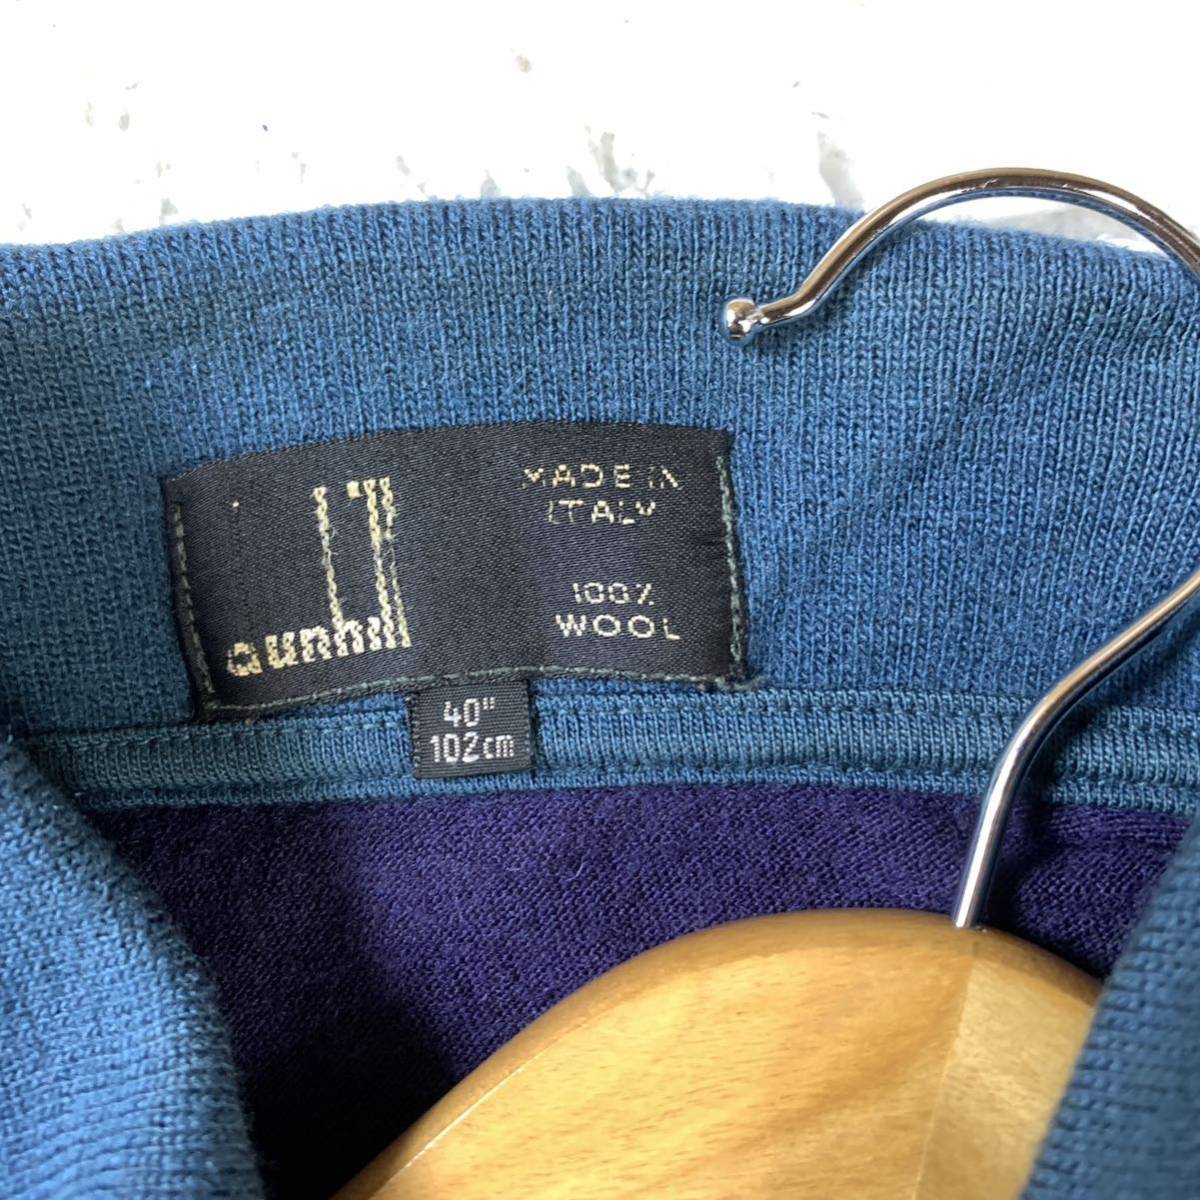 dunhill
MADE IN
ITALY
100%
WOOL
40"
102cm